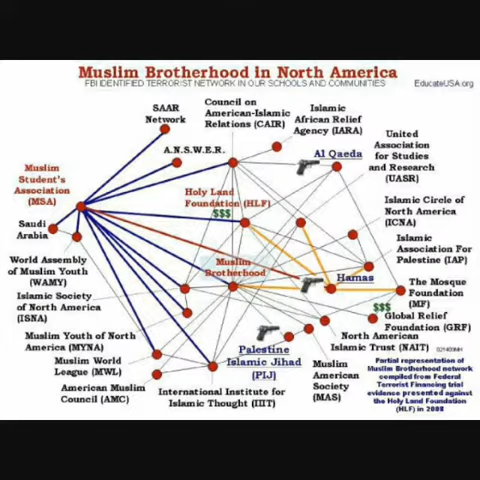 Muslim Brotherhood in North America
FBI IDENTIFIED TERRORIST NETWORK IN OUR SCHOOLS AND COMMUNITIES
EducateUSA.org
SAAR
Network
Council on
American-Islamic
Relations (CAIR)
Islamic
African Relief
Agency (IARA)
A.N.S.W.E.R.
Al Qaeda
United
Association
for Studies
and Research
(UASR)
Muslim
Student's
Association
(MSA)
Holy Land
Foundation (HLF)
$$$
Islamic Circle of
North America
(ICNA)
Saudi
Arabia
Islamic
Association For
Palestine (IAP)
World Assembly
of Muslim Youth
(WAMY)
Muslim
Brotherhood
Hamas
The Mosque
Foundation
(MF)
Islamic Society
of North America
(ISNA)
$$$
Global Relief
Foundation (GRF)
Muslim Youth of North
America (MYNA)
North American
Islamic Trust (NAIT)
Muslim World
League (MWL)
Palestine
Islamic Jihad
(PIJ)
Muslim
American
Society
(MAS)
American Muslim
Council (AMC)
International Institute for
Islamic Thought (IIIT)
Partial representation of
Muslim Brotherhood network
compiled from Federal
Terrorist Financing trial
evidence presented against
the Holy Land Foundation
(HLF) in 2008